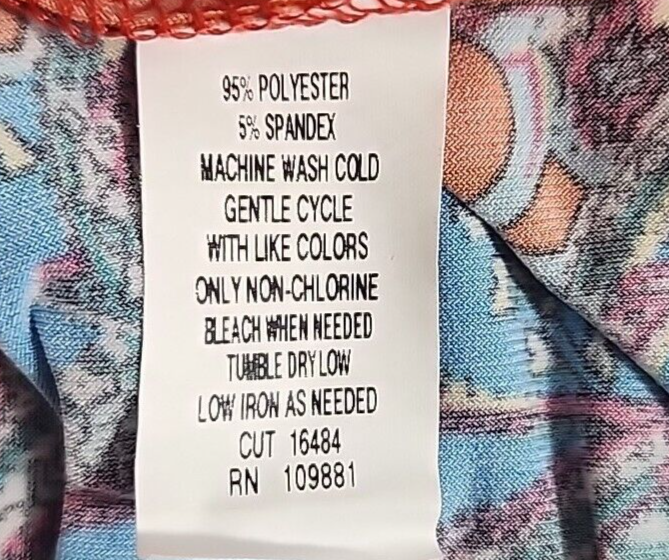 95% POLYESTER
5% SPANDEX
MACHINE WASH COLD
GENTLE CYCLE
WITH LIKE COLORS
ONLY NON-CHLORINE
BLEACH WHEN NEEDED
TUMBLE DRY LOW
LOW IRON AS NEEDED
CUT 16484
RN 109881